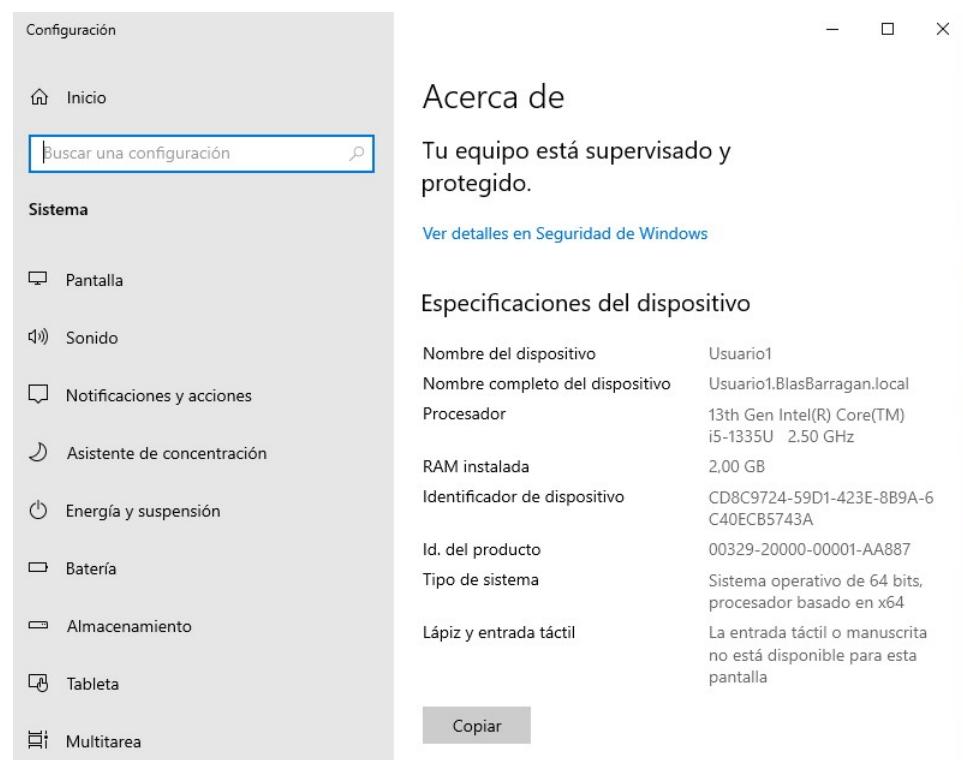 Configuración
Inicio
Buscar una configuración
Sistema
Pantalla
Sonido
Notificaciones y acciones
Asistente de concentración
Energía y suspensión
Batería
Almacenamiento
Tableta
Multitarea
Acerca de
Tu equipo está supervisado y
protegido.
Ver detalles en Seguridad de Windows
Especificaciones del dispositivo
Nombre del dispositivo Usuario1
Nombre completo del dispositivo Usuario1.BlasBarragan.local
Procesador 13th Gen Intel(R) Core(TM)
i5-1335U 2.50 GHz
RAM instalada 2,00 GB
Identificador de dispositivo CD8C9724-59D1-423E-8B9A-6
C40ECB5743A
Id. del producto 00329-20000-00001-AA887
Tipo de sistema Sistema operativo de 64 bits,
procesador basado en x64
Lápiz y entrada táctil La entrada táctil o manuscrita
no está disponible para esta
pantalla
Copiar